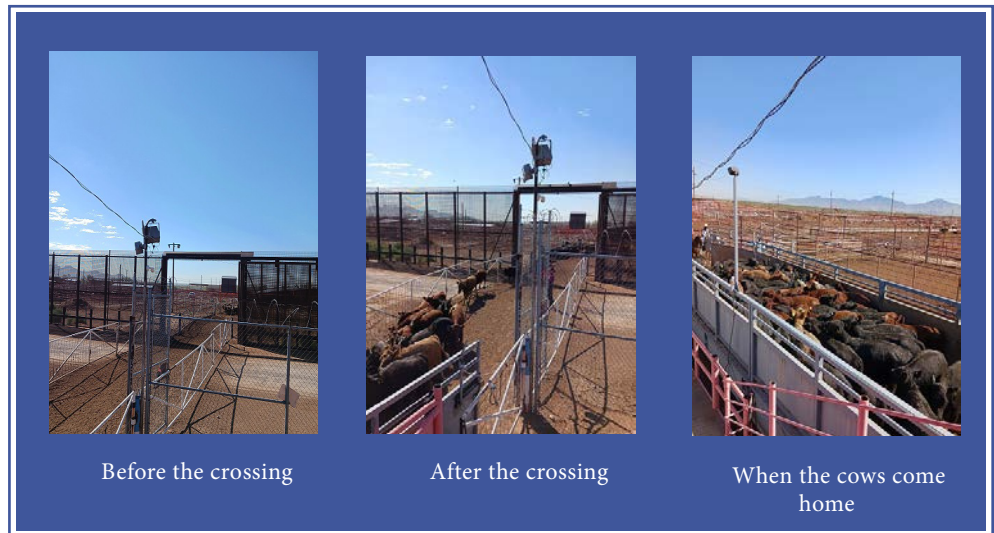 Before the crossing
After the crossing
When the cows come
home